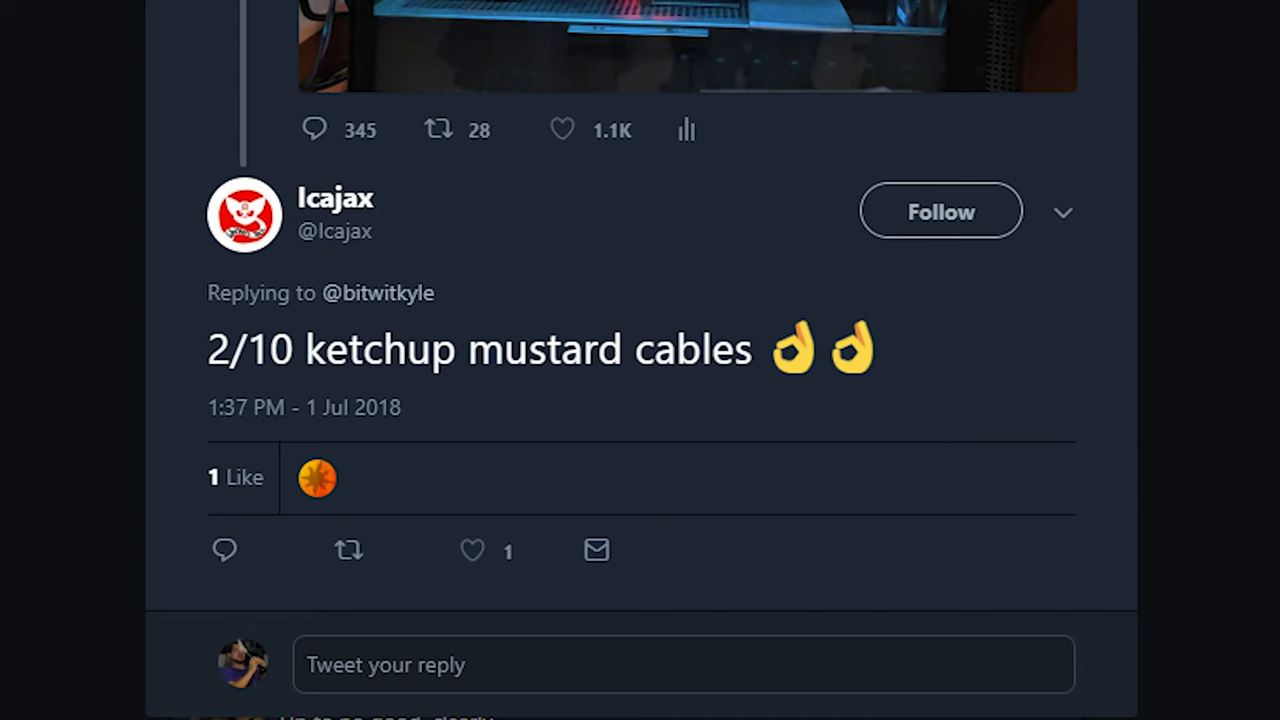 345 28 1.1K
Icajax
@Icajax
Follow
Replying to @bitwitkyle
2/10 ketchup mustard cables 👌👌
1:37 PM - 1 Jul 2018
1 Like
1
Tweet your reply